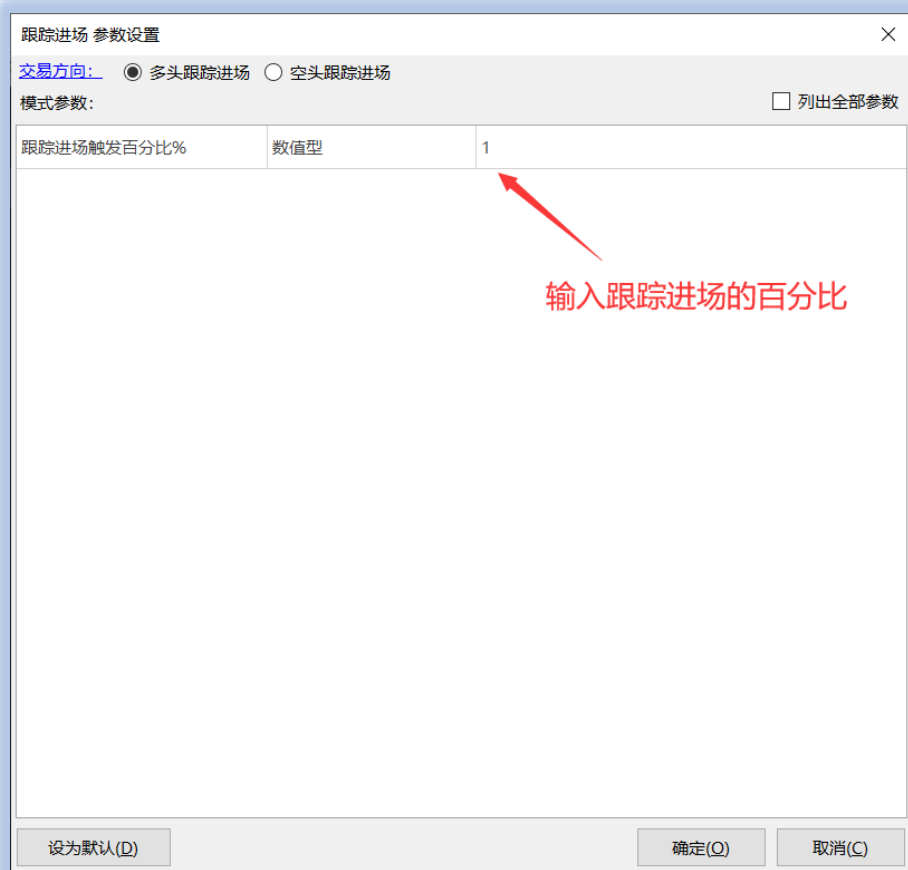 跟踪进场 参数设置
交易方向： 多头跟踪进场 空头跟踪进场
模式参数： 列出全部参数
跟踪进场触发百分比% 数值型 1
输入跟踪进场的百分比
设为默认(D) 确定(O) 取消(C)